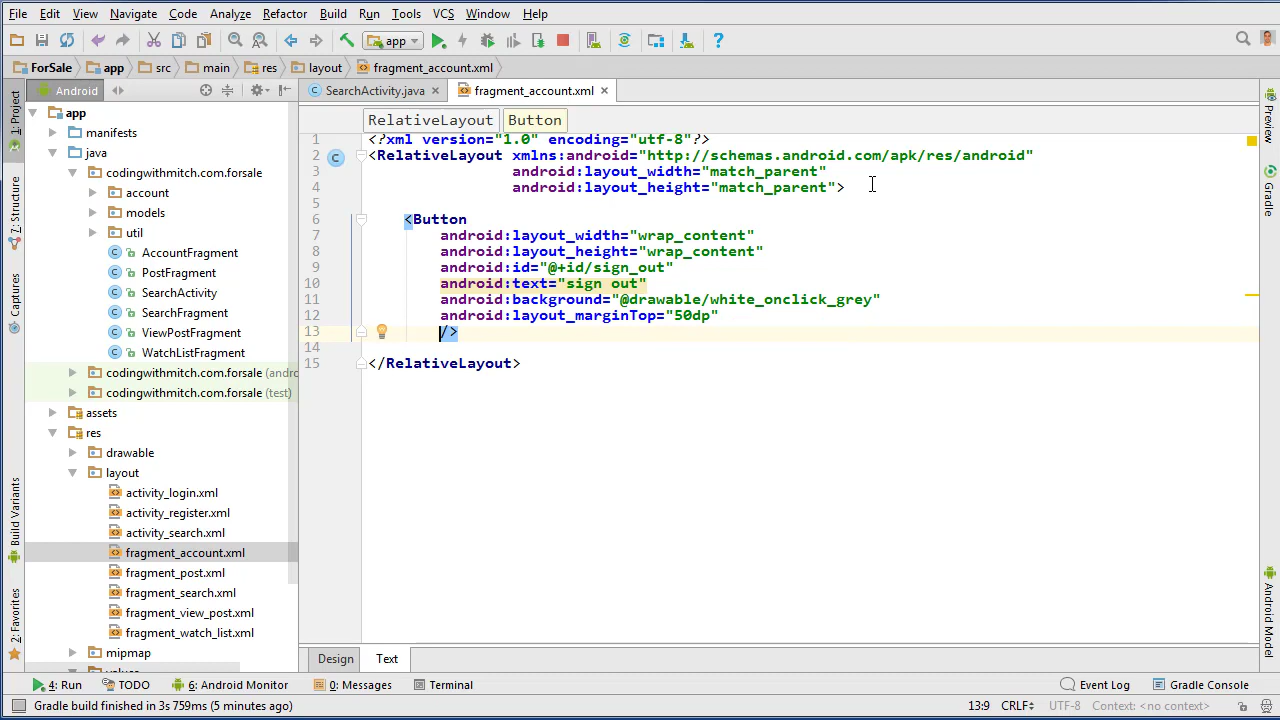 File Edit View Navigate Code Analyze Refactor Build Run Tools VCS Window Help
app
ForSale app src main res layout fragment_account.xml
Android
SearchActivity.java fragment_account.xml
1: Project
7: Structure
Captures
Build Variants
2: Favorites
app
manifests
java
codingwithmitch.com.forsale
account
models
util
AccountFragment
PostFragment
SearchActivity
SearchFragment
ViewPostFragment
WatchListFragment
codingwithmitch.com.forsale (andro
codingwithmitch.com.forsale (test)
assets
res
drawable
layout
activity_login.xml
activity_register.xml
activity_search.xml
fragment_account.xml
fragment_post.xml
fragment_search.xml
fragment_view_post.xml
fragment_watch_list.xml
mipmap
values
RelativeLayout Button
1 <?xml version="1.0" encoding="utf-8"?>
2 <RelativeLayout xmlns:android="http://schemas.android.com/apk/res/android"
3 android:layout_width="match_parent"
4 android:layout_height="match_parent">
5
6 <Button
7 android:layout_width="wrap_content"
8 android:layout_height="wrap_content"
9 android:id="@+id/sign_out"
10 android:text="sign out"
11 android:background="@drawable/white_onclick_grey"
12 android:layout_marginTop="50dp"
13 />
14
15 </RelativeLayout>
Preview
Gradle
Android Model
Design Text
4: Run TODO 6: Android Monitor 0: Messages Terminal Event Log Gradle Console
Gradle build finished in 3s 759ms (5 minutes ago) 13:9 CRLF UTF-8 Context: <no context>